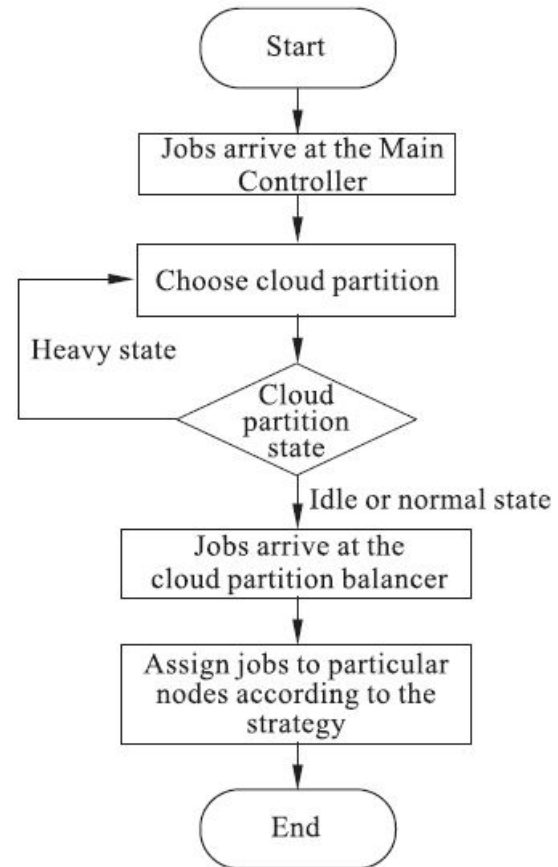 Start
Jobs arrive at the Main
Controller
Choose cloud partition
Heavy state
Cloud
partition
state
Idle or normal state
Jobs arrive at the
cloud partition balancer
Assign jobs to particular
nodes according to the
strategy
End